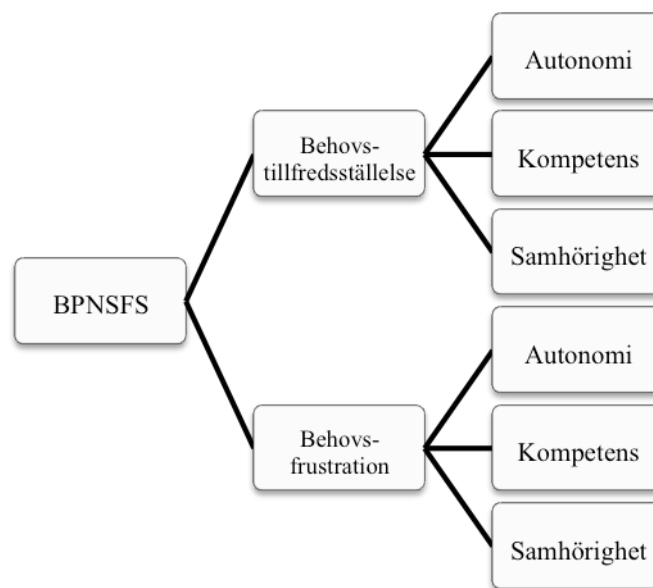 BPNSFS
Behovs-
tillfredsställelse
Autonomi
Kompetens
Samhörighet
Behovs-
frustration
Autonomi
Kompetens
Samhörighet